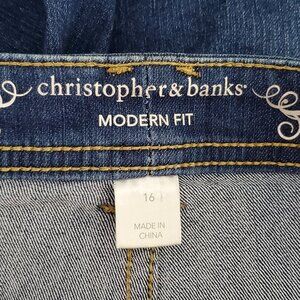 christopher & banks
MODERN FIT
16
MADE IN
CHINA